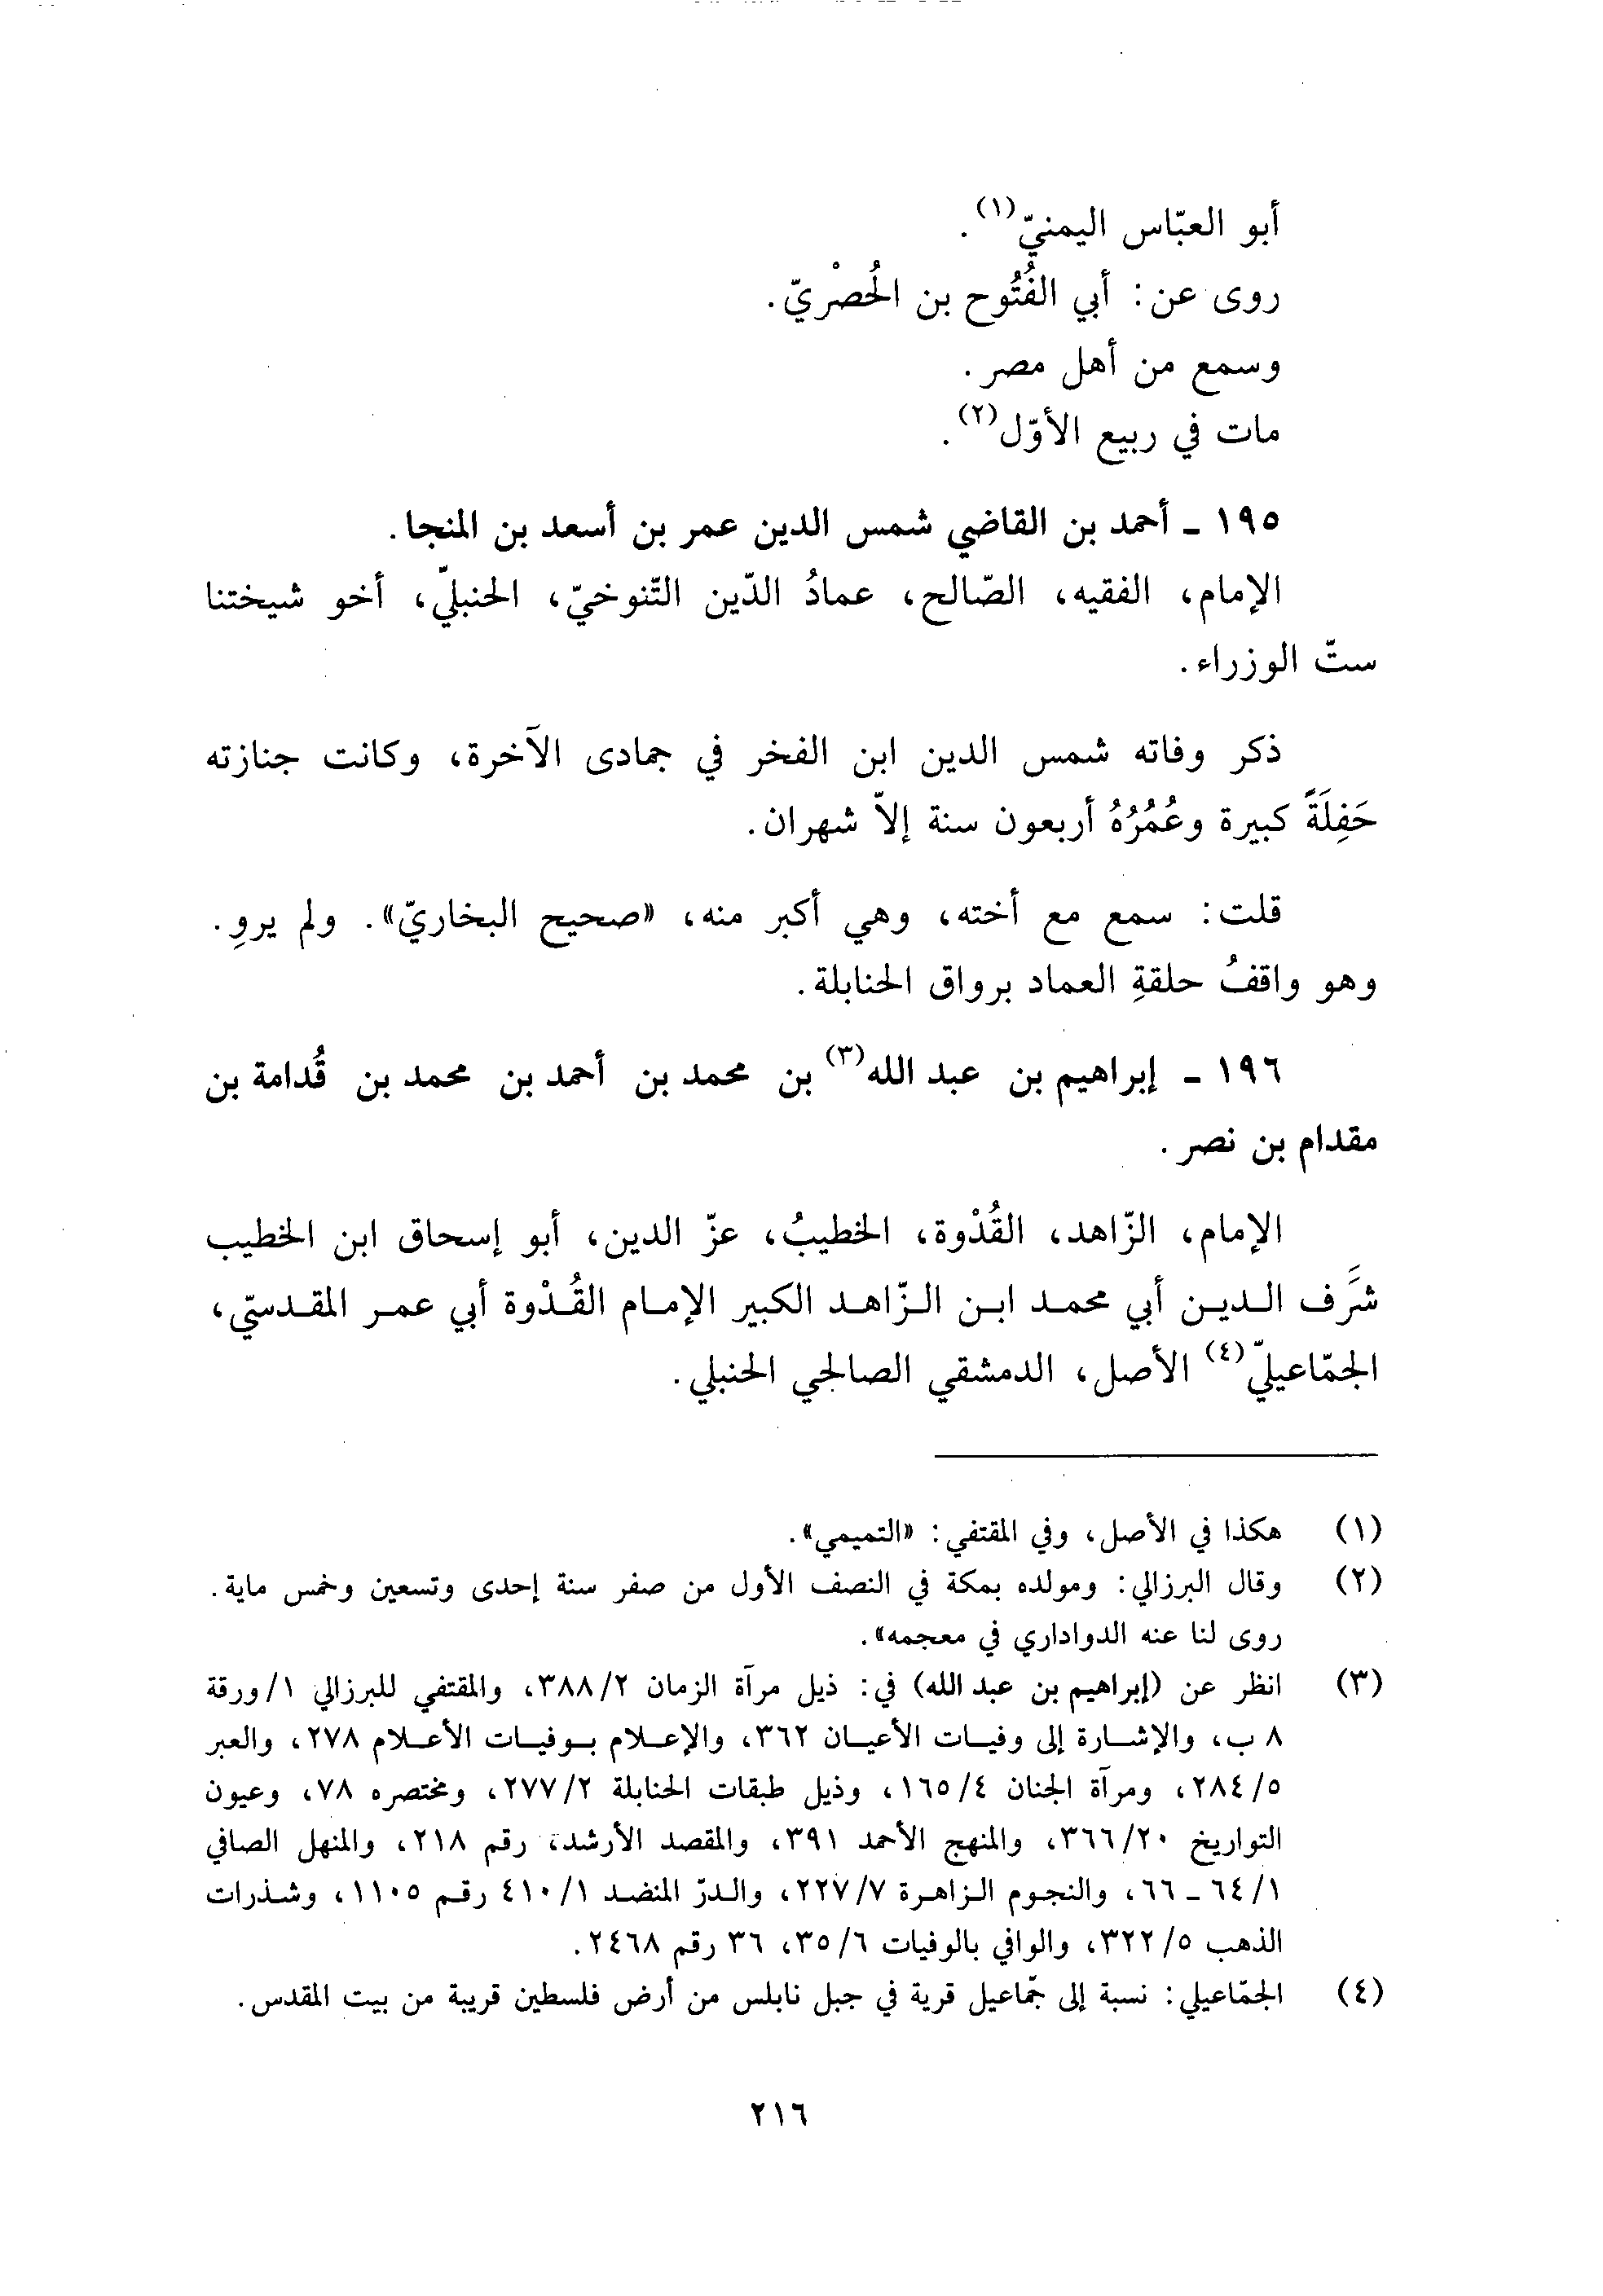 أبو العبّاس اليمنيّ(١).
روى عن: أبي الفُتُوح بن الحُصْريّ.
وسمع من أهل مصر.
مات في ربيع الأوّل(٢).
١٩٥ - أحمد بن القاضي شمس الدين عمر بن أسعد بن المنجا.
الإمام، الفقيه، الصّالح، عمادُ الدّين التّنوخيّ، الحنبليّ، أخو شيختنا
ستّ الوزراء.
ذكر وفاته شمس الدين ابن الفخر في جمادى الآخرة، وكانت جنازته
حَفِلَةً كبيرة وعُمُرُهُ أربعون سنة إلاّ شهران.
قلت: سمع مع أخته، وهي أكبر منه، «صحيح البخاريّ». ولم يروِ.
وهو واقفُ حلقةِ العماد برواق الحنابلة.
١٩٦ - إبراهيم بن عبد الله(٣) بن محمد بن أحمد بن محمد بن قُدامة بن
مقدام بن نصر.
الإمام، الزّاهد، القُدْوة، الخطيبُ، عزّ الدين، أبو إسحاق ابن الخطيب
شَرَف الدين أبي محمد ابن الزّاهد الكبير الإمام القُدْوة أبي عمر المقدسيّ،
الجمّاعيليّ(٤) الأصل، الدمشقي الصالحي الحنبلي.
(١) هكذا في الأصل، وفي المقتفي: «التميمي».
(٢) وقال البرزالي: ومولده بمكة في النصف الأول من صفر سنة إحدى وتسعين وخمس ماية.
روى لنا عنه الدواداري في معجمه».
(٣) انظر عن (إبراهيم بن عبد الله) في: ذيل مرآة الزمان ٣٨٨/٢، والمقتفي للبرزالي ١/ورقة
٨ ب، والإشارة إلى وفيات الأعيان ٣٦٢، والإعلام بوفيات الأعلام ٢٧٨، والعبر
٢٨٤/٥، ومرآة الجنان ١٦٥/٤، وذيل طبقات الحنابلة ٢٧٧/٢، ومختصره ٧٨، وعيون
التواريخ ٣٦٦/٢٠، والمنهج الأحمد ٣٩١، والمقصد الأرشد، رقم ٢١٨، والمنهل الصافي
٦٤/١ - ٦٦، والنجوم الزاهرة ٢٢٧/٧، والدرّ المنضد ٤١٠/١ رقم ١١٠٥، وشذرات
الذهب ٣٢٢/٥، والوافي بالوفيات ٣٥/٦، ٣٦ رقم ٢٤٦٨.
(٤) الجمّاعيلي: نسبة إلى جمّاعيل قرية في جبل نابلس من أرض فلسطين قريبة من بيت المقدس.
٢١٦